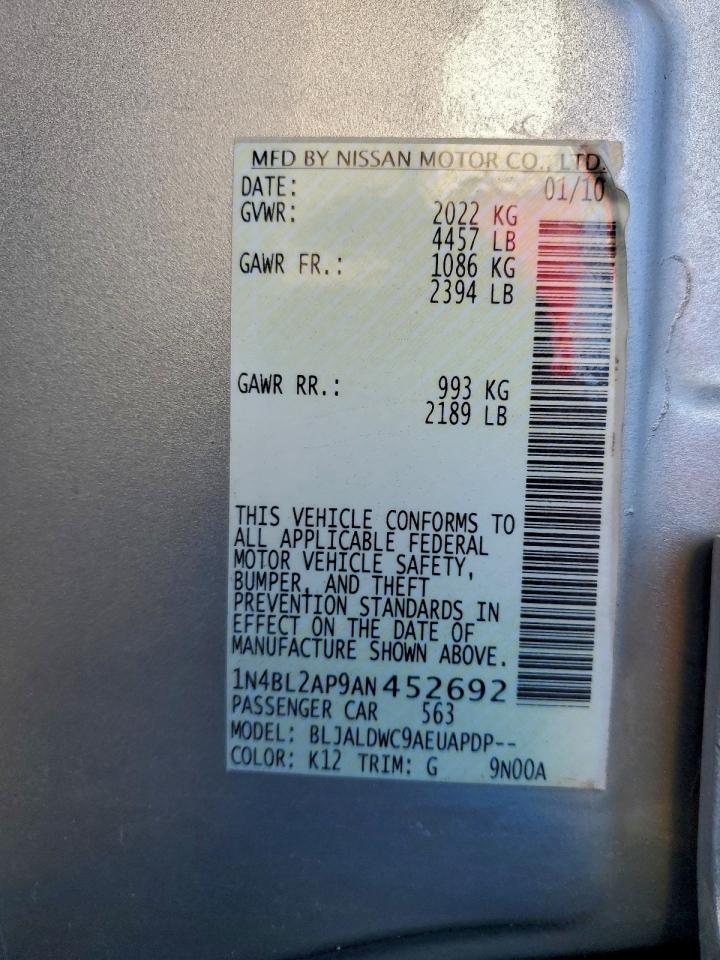 MFD BY NISSAN MOTOR CO., LTD.
DATE: 01/10
GVWR: 2022 KG
4457 LB
GAWR FR.: 1086 KG
2394 LB
GAWR RR.: 993 KG
2189 LB
THIS VEHICLE CONFORMS TO
ALL APPLICABLE FEDERAL
MOTOR VEHICLE SAFETY,
BUMPER, AND THEFT
PREVENTION STANDARDS IN
EFFECT ON THE DATE OF
MANUFACTURE SHOWN ABOVE.
1N4BL2AP9AN452692
PASSENGER CAR 563
MODEL: BLJALDWC9AEUAPDP--
COLOR: K12 TRIM: G 9N00A